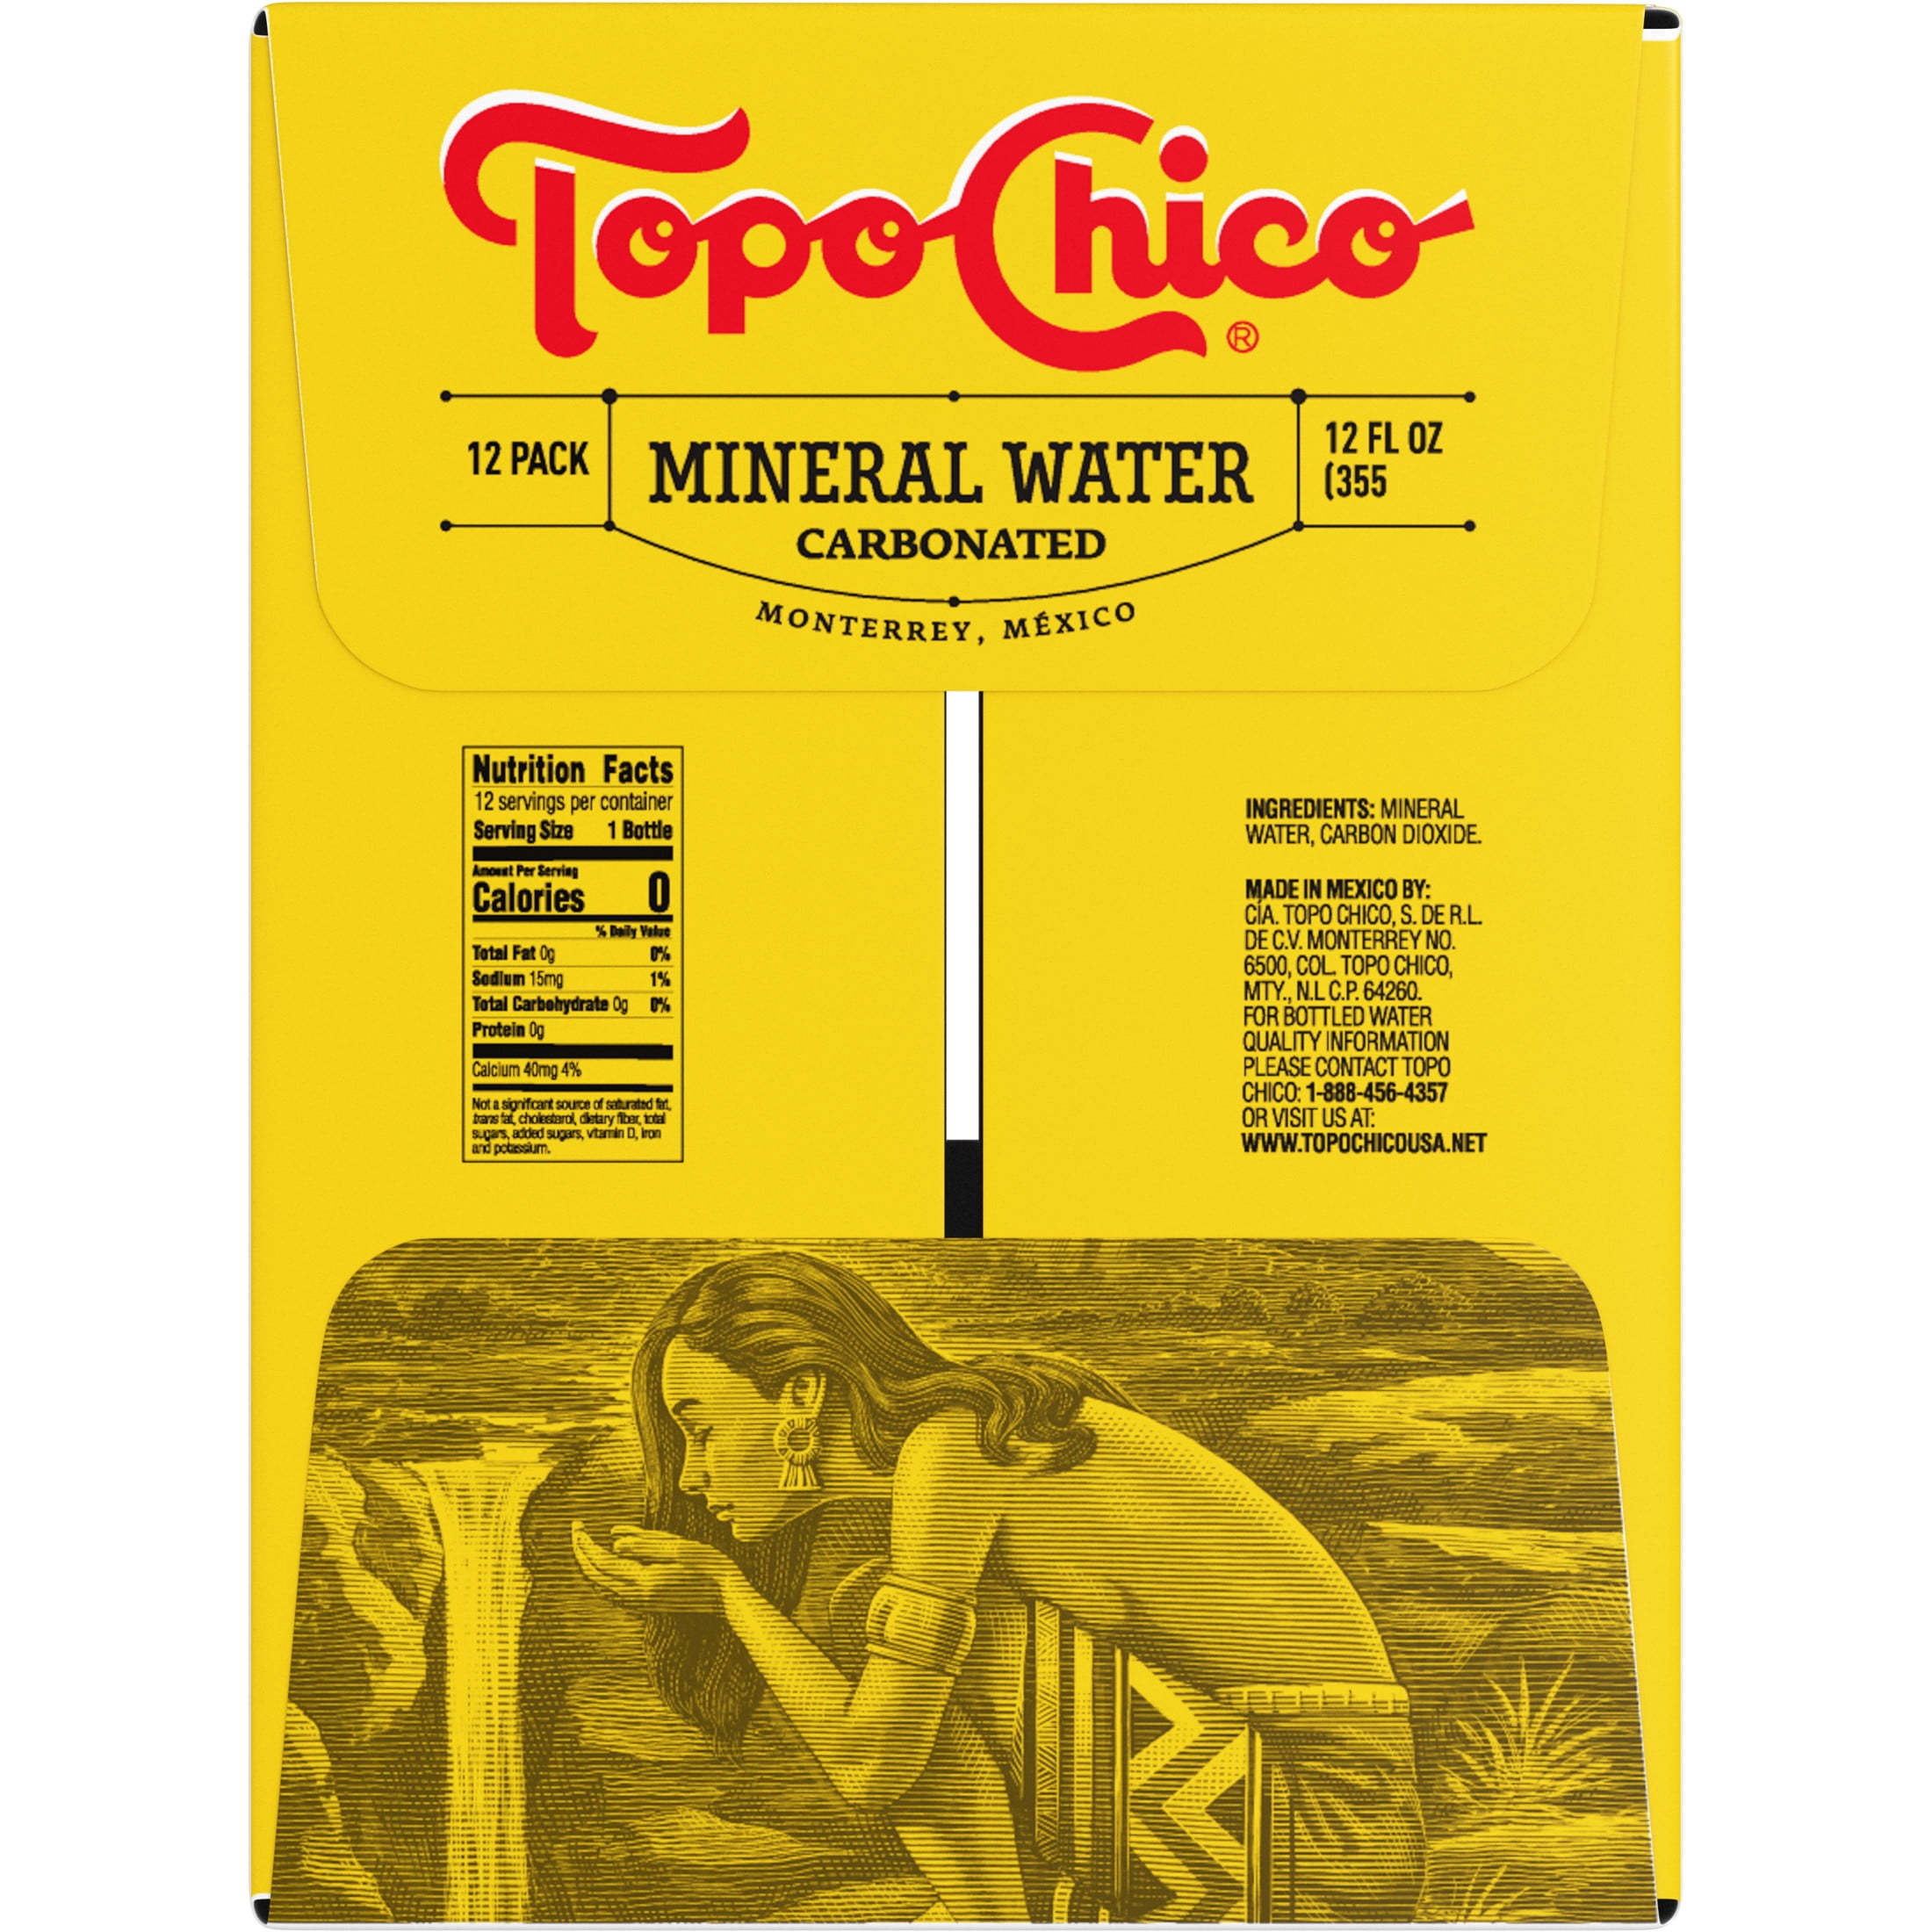 Topo Chico®
12 PACK
MINERAL WATER
CARBONATED
12 FL OZ
(355
MONTERREY, MÉXICO
Nutrition Facts
12 servings per container
Serving Size 1 Bottle
Amount Per Serving
Calories 0
% Daily Value
Total Fat 0g 0%
Sodium 15mg 1%
Total Carbohydrate 0g 0%
Protein 0g
Calcium 40mg 4%
Not a significant source of saturated fat,
trans fat, cholesterol, dietary fiber, total
sugars, added sugars, vitamin D, iron
and potassium.
INGREDIENTS: MINERAL
WATER, CARBON DIOXIDE.
MADE IN MEXICO BY:
CÍA. TOPO CHICO, S. DE R.L.
DE C.V. MONTERREY NO.
6500, COL. TOPO CHICO,
MTY., N.L C.P. 64260.
FOR BOTTLED WATER
QUALITY INFORMATION
PLEASE CONTACT TOPO
CHICO: 1-888-456-4357
OR VISIT US AT:
WWW.TOPOCHICOUSA.NET